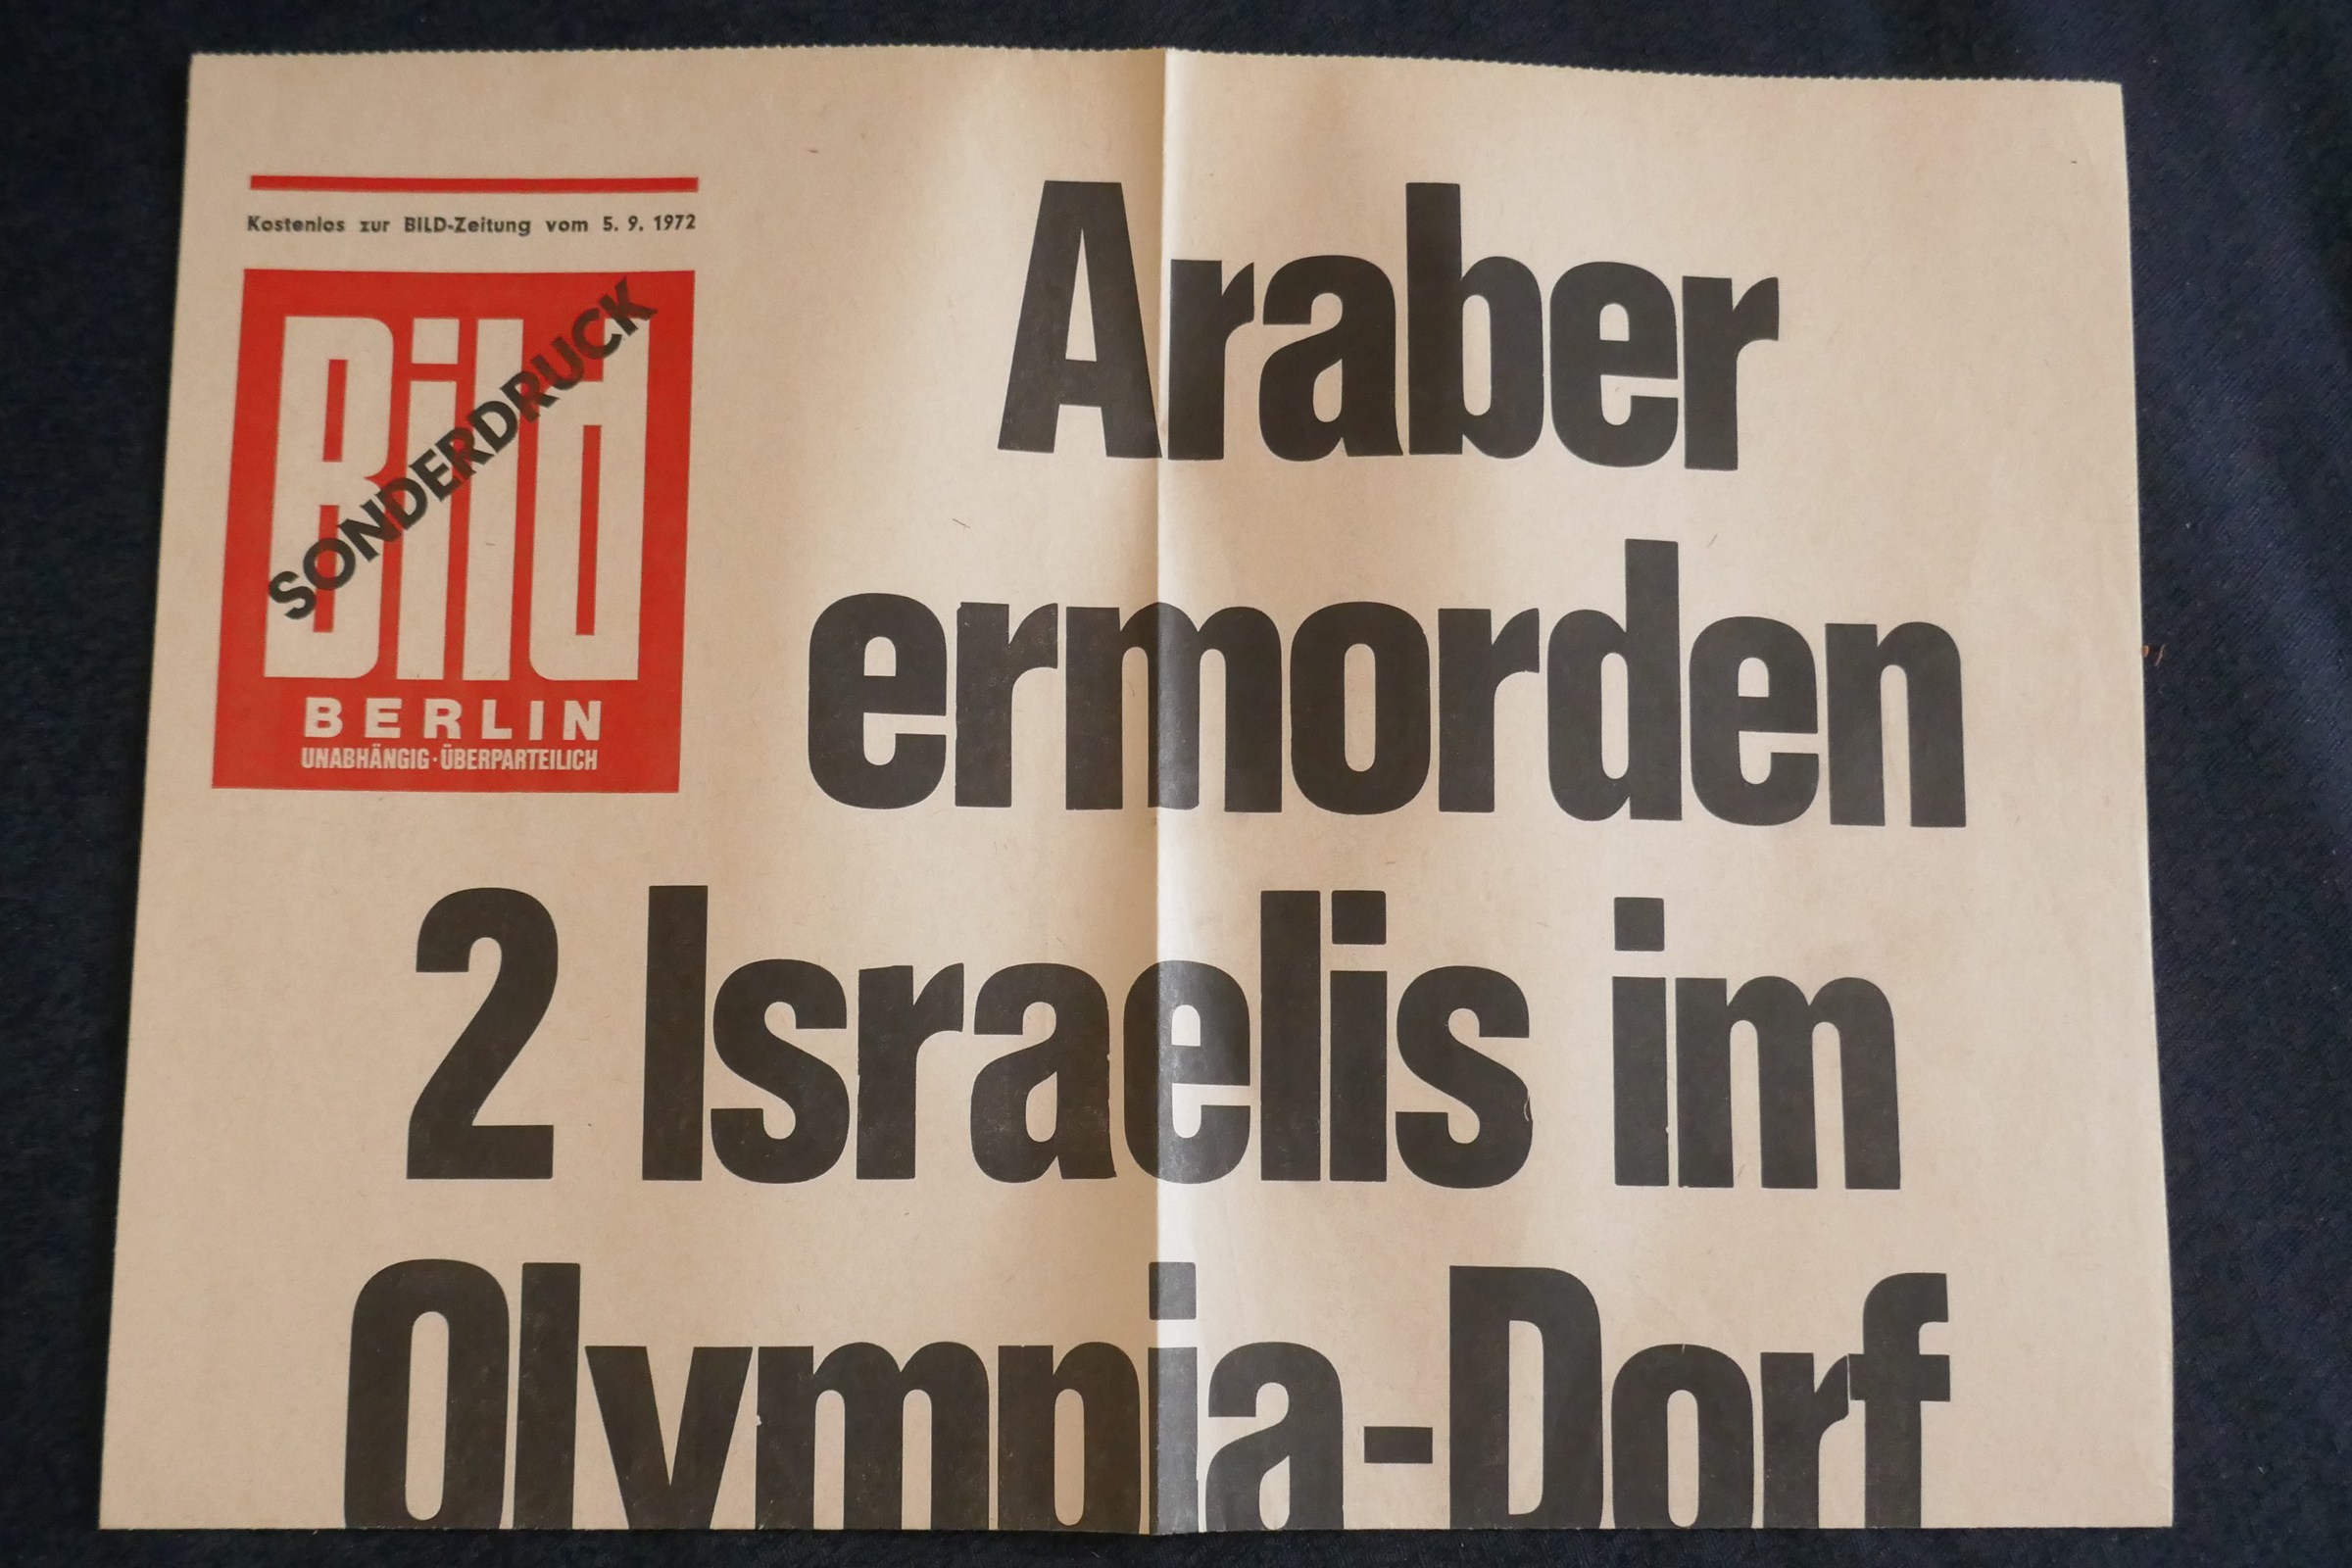 Kostenlos zur BILD-Zeitung vom 5. 9. 1972
Bild
SONDERDRUCK
BERLIN
UNABHÄNGIG · ÜBERPARTEILICH
Araber
ermorden
2 Israelis im
Olympia-Dorf